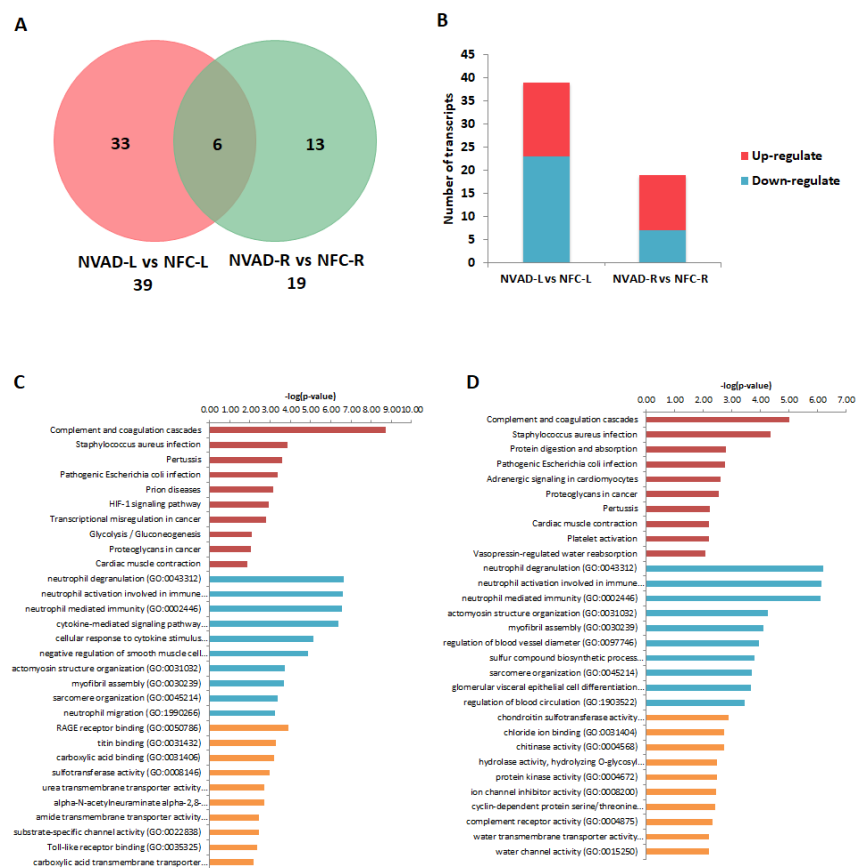 A
33
6
13
NVAD-L vs NFC-L
39
NVAD-R vs NFC-R
19
B
Number of transcripts
45
40
35
30
25
20
15
10
5
0
NVAD-L vs NFC-L
NVAD-R vs NFC-R
Up-regulate
Down-regulate
C
-log(p-value)
0.00 1.00 2.00 3.00 4.00 5.00 6.00 7.00 8.00 9.00 10.00
Complement and coagulation cascades
Staphylococcus aureus infection
Pertussis
Pathogenic Escherichia coli infection
Prion diseases
HIF-1 signaling pathway
Transcriptional misregulation in cancer
Glycolysis / Gluconeogenesis
Proteoglycans in cancer
Cardiac muscle contraction
neutrophil degranulation (GO:0043312)
neutrophil activation involved in immune...
neutrophil mediated immunity (GO:0002446)
cytokine-mediated signaling pathway...
cellular response to cytokine stimulus...
negative regulation of smooth muscle cell...
actomyosin structure organization (GO:0031032)
myofibril assembly (GO:0030239)
sarcomere organization (GO:0045214)
neutrophil migration (GO:1990266)
RAGE receptor binding (GO:0050786)
titin binding (GO:0031432)
carboxylic acid binding (GO:0031406)
sulfotransferase activity (GO:0008146)
urea transmembrane transporter activity...
alpha-N-acetylneuraminate alpha-2,8-...
amide transmembrane transporter activity...
substrate-specific channel activity (GO:0022838)
Toll-like receptor binding (GO:0035325)
carboxylic acid transmembrane transporter...
D
-log(p-value)
0.00 1.00 2.00 3.00 4.00 5.00 6.00 7.00
Complement and coagulation cascades
Staphylococcus aureus infection
Protein digestion and absorption
Pathogenic Escherichia coli infection
Adrenergic signaling in cardiomyocytes
Proteoglycans in cancer
Pertussis
Cardiac muscle contraction
Platelet activation
Vasopressin-regulated water reabsorption
neutrophil degranulation (GO:0043312)
neutrophil activation involved in immune...
neutrophil mediated immunity (GO:0002446)
actomyosin structure organization (GO:0031032)
myofibril assembly (GO:0030239)
regulation of blood vessel diameter (GO:0097746)
sulfur compound biosynthetic process...
sarcomere organization (GO:0045214)
glomerular visceral epithelial cell differentiation...
regulation of blood circulation (GO:1903522)
chondroitin sulfotransferase activity...
chloride ion binding (GO:0031404)
chitinase activity (GO:0004568)
hydrolase activity, hydrolyzing O-glycosyl...
protein kinase activity (GO:0004672)
ion channel inhibitor activity (GO:0008200)
cyclin-dependent protein serine/threonine...
complement receptor activity (GO:0004875)
water transmembrane transporter activity...
water channel activity (GO:0015250)